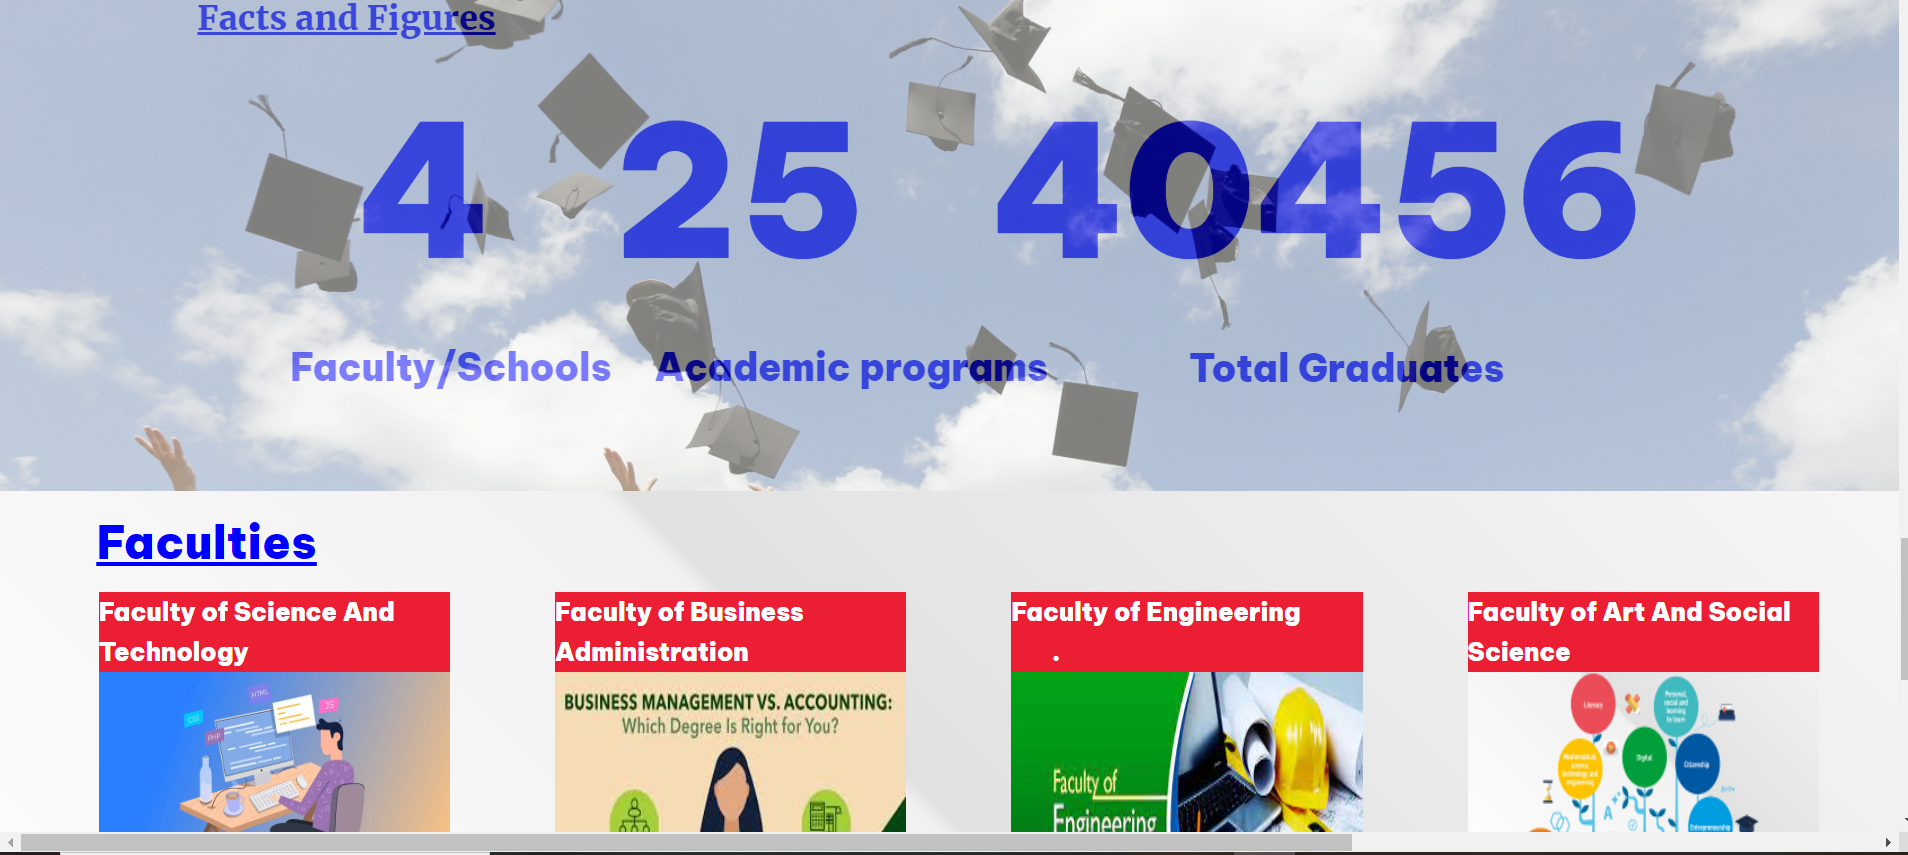 Facts and Figures
4 25 40456
Faculty/Schools Academic programs Total Graduates
Faculties
Faculty of Science And
Technology
Faculty of Business
Administration
Faculty of Engineering
.
Faculty of Art And Social
Science
HTML
CSS
JS
PHP
BUSINESS MANAGEMENT VS. ACCOUNTING:
Which Degree Is Right for You?
Faculty of
Engineering
Literacy
Personal,
social and
learning
to learn
Mathematical,
science,
technology and
engineering
Digital
Citizenship
Entrepreneurship
A